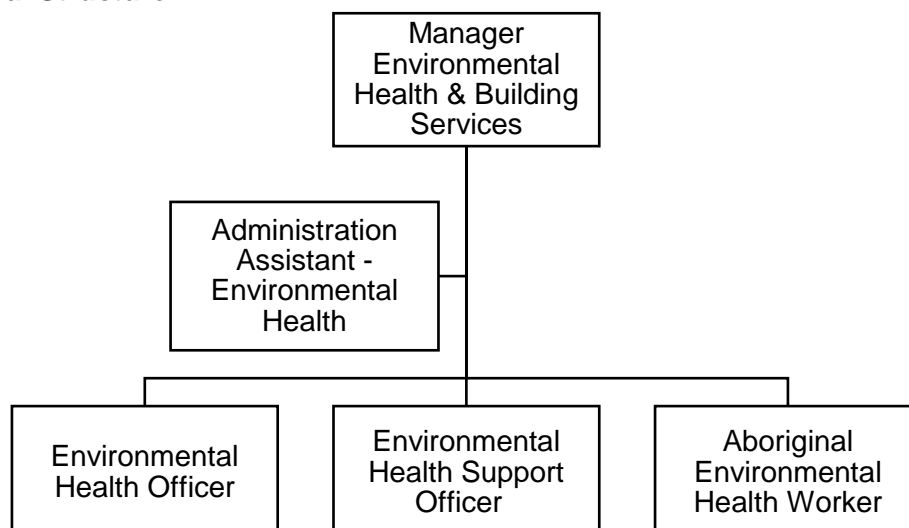 Manager
Environmental
Health & Building
Services
Administration
Assistant -
Environmental
Health
Environmental
Health Officer
Environmental
Health Support
Officer
Aboriginal
Environmental
Health Worker